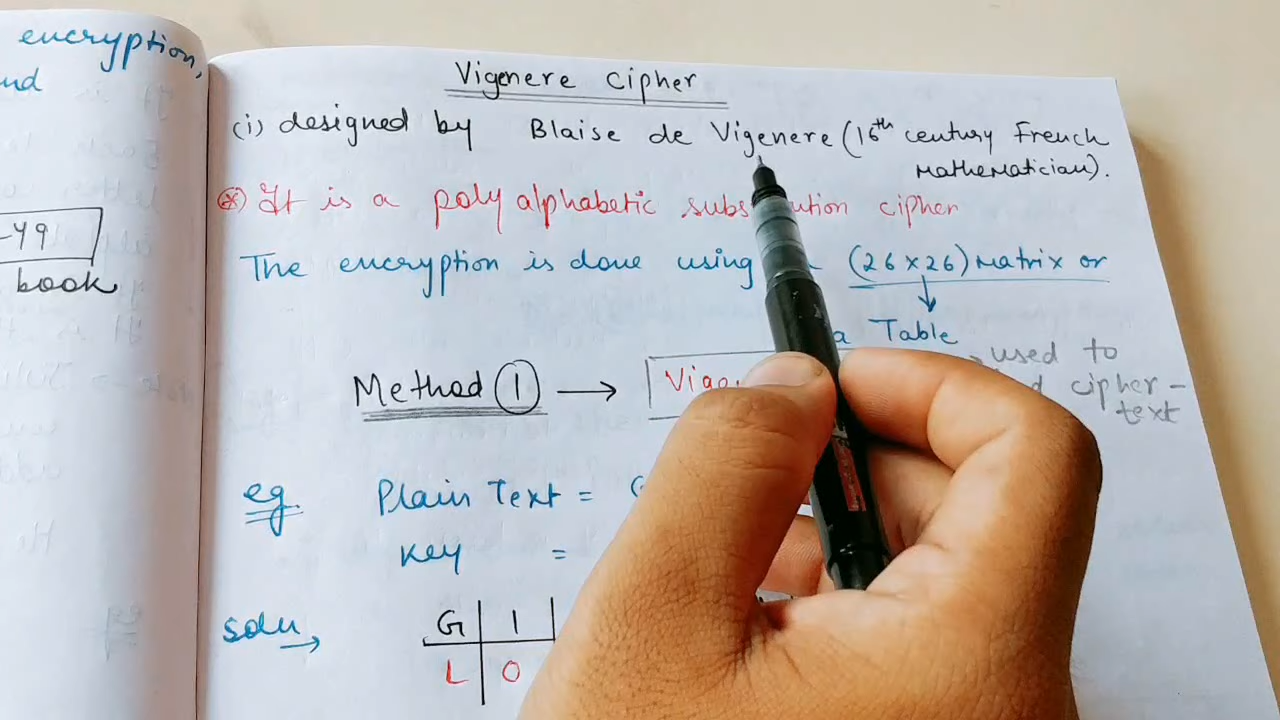 encryption,
nd
-49
book
Vigenere Cipher
(i) designed by Blaise de Vigenere (16th century French
Mathematician).
(*) It is a poly alphabetic subs ution cipher
The encryption is done using (26×26) Matrix or
a Table
Method 1 → used to
cipher-
text
eg. Plain Text =
Key =
Soln →
G I
L O